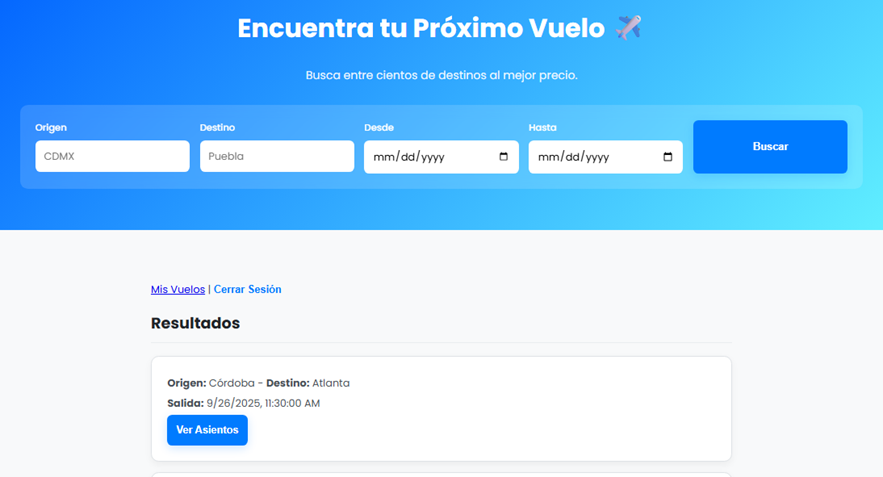 Encuentra tu Próximo Vuelo ✈️
Busca entre cientos de destinos al mejor precio.
Origen
Destino
Desde
Hasta
CDMX
Puebla
mm/dd/yyyy
mm/dd/yyyy
Buscar
Mis Vuelos | Cerrar Sesión
Resultados
Origen: Córdoba - Destino: Atlanta
Salida: 9/26/2025, 11:30:00 AM
Ver Asientos